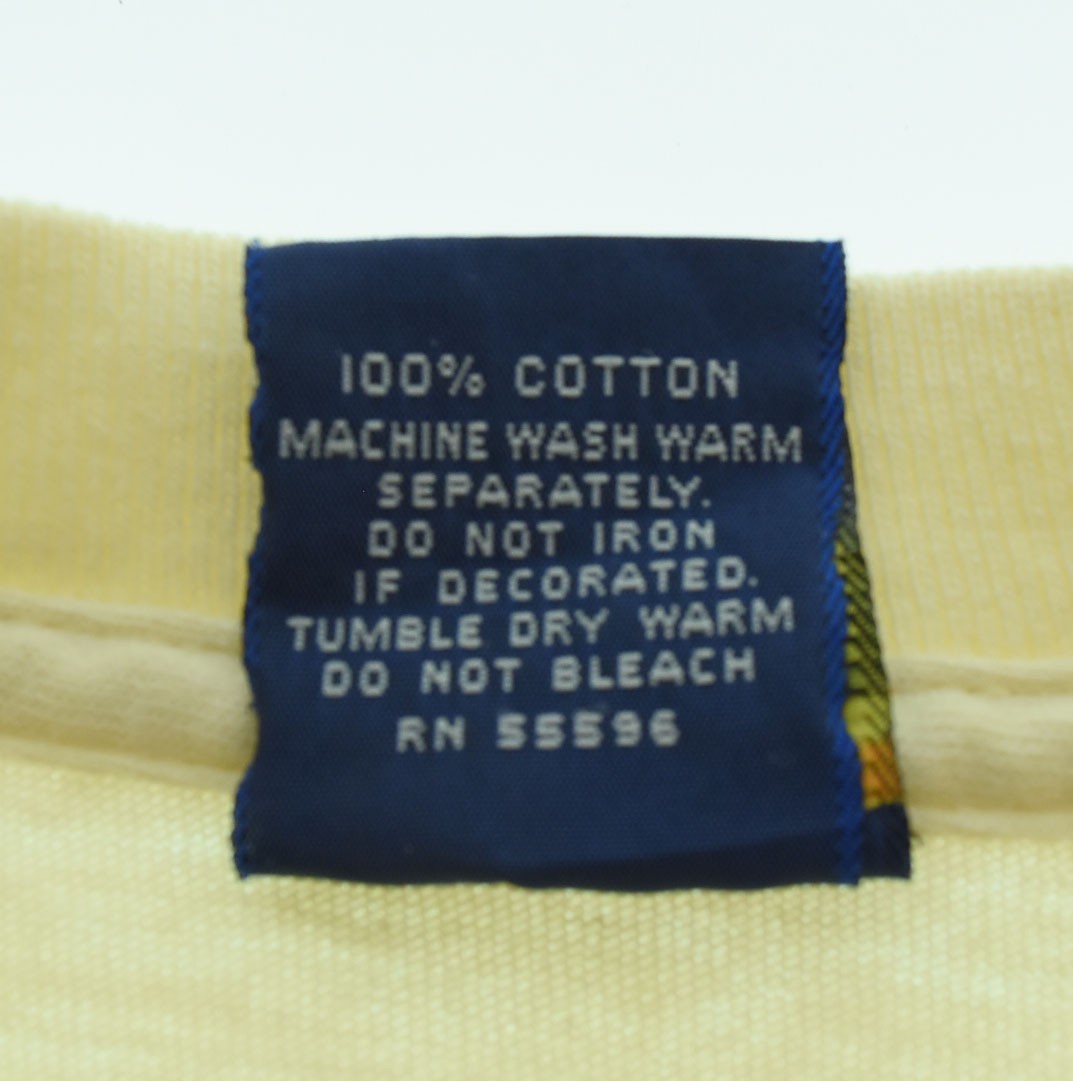 100% COTTON
MACHINE WASH WARM
SEPARATELY.
DO NOT IRON
IF DECORATED.
TUMBLE DRY WARM
DO NOT BLEACH
RN 55596